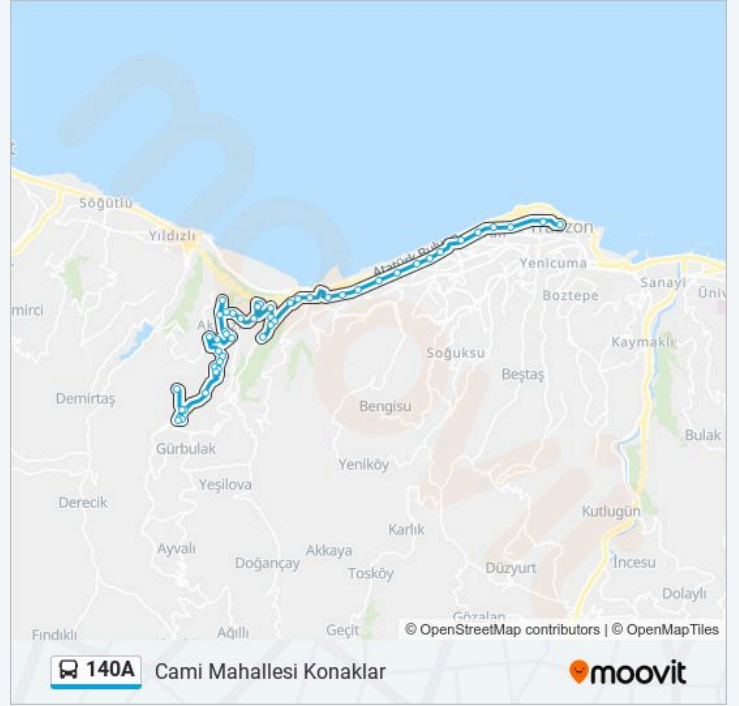 Söğütlü
Yıldızlı
Trabzon
Yenicuma
Sanayi
Boztepe
Kaymaklı
Soğuksu
Beştaş
Demirtaş
Bengisu
Bulak
Gürbulak
Yeniköy
Yeşilova
Derecik
Kutlugün
Karlık
Ayvalı
Akkaya
Doğançay
Tosköy
Düzyurt
İncesu
Dolaylı
Gözalan
Fındıklı
Ağıllı
Geçit
© OpenStreetMap contributors | © OpenMapTiles
140A Cami Mahallesi Konaklar
moovit